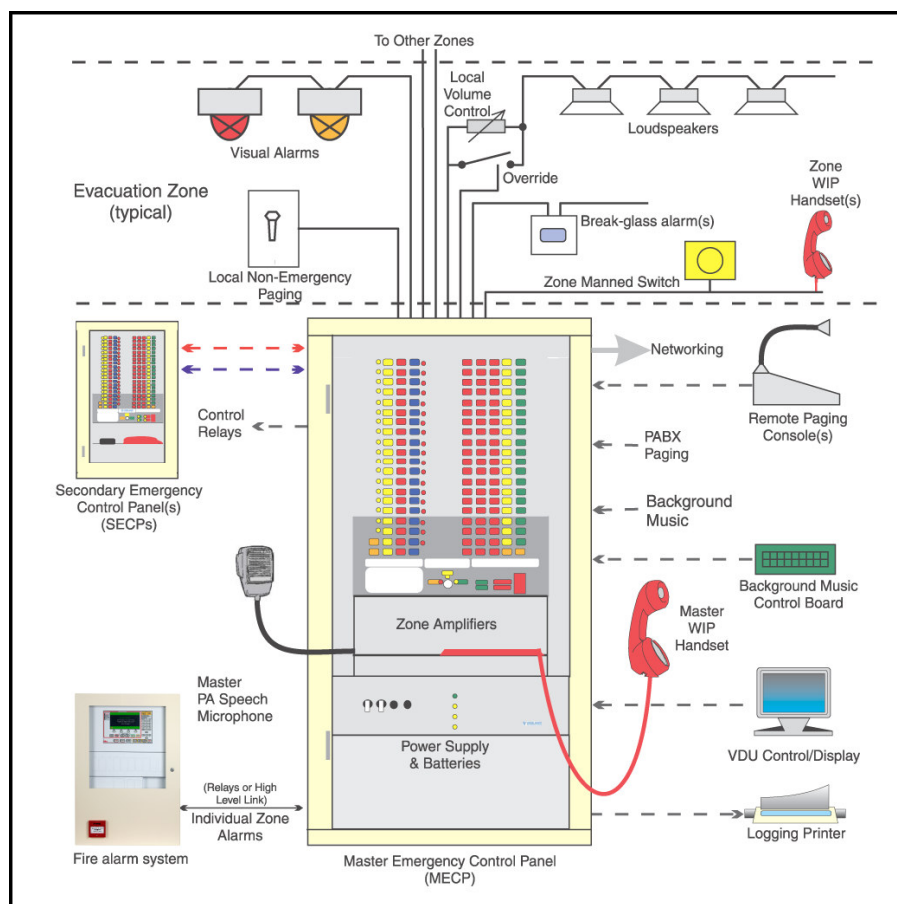 To Other Zones
Local
Volume
Control
Loudspeakers
Visual Alarms
Override
Zone
WIP
Handset(s)
Evacuation Zone
(typical)
Break-glass alarm(s)
Local Non-Emergency
Paging
Zone Manned Switch
Networking
Control
Relays
Remote Paging
Console(s)
PABX
Paging
Secondary Emergency
Control Panel(s)
(SECPs)
Background
Music
Background Music
Control Board
Zone Amplifiers
Master
WIP
Handset
Master
PA Speech
Microphone
Power Supply
& Batteries
VDU Control/Display
(Relays or High
Level Link)
Individual Zone
Alarms
Logging Printer
Fire alarm system
Master Emergency Control Panel
(MECP)